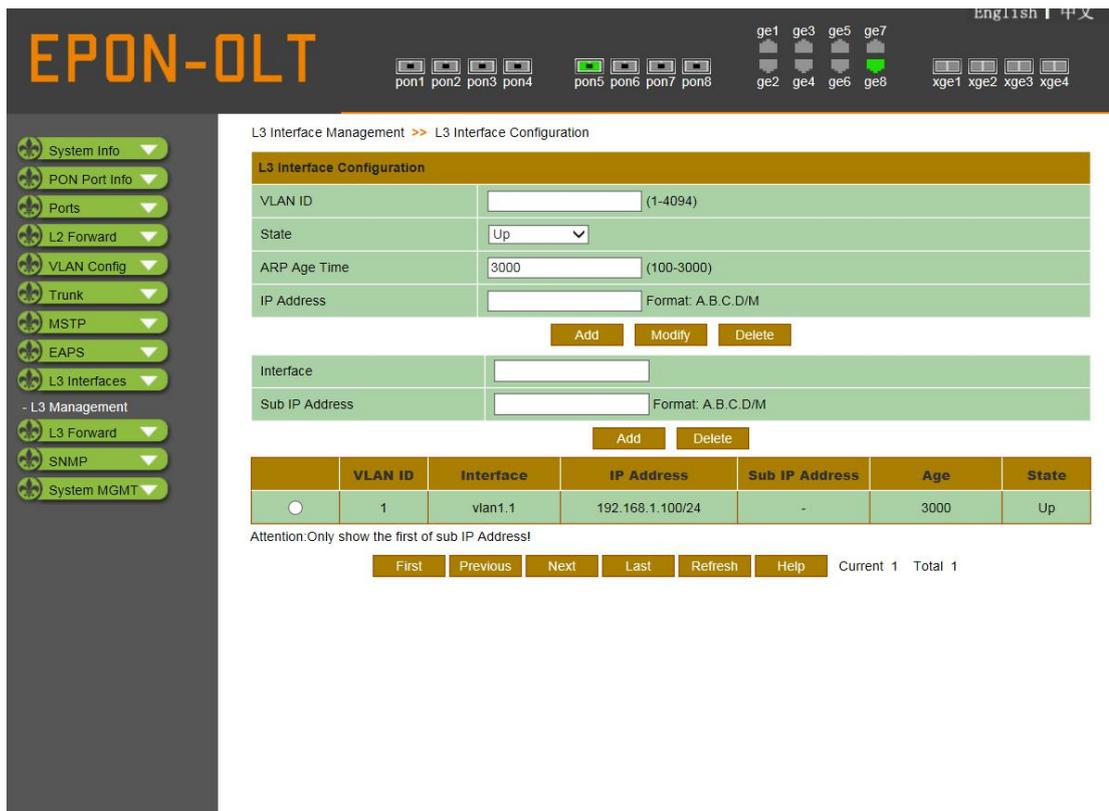 English | 中文
EPON-OLT
ge1 ge3 ge5 ge7
pon1 pon2 pon3 pon4 pon5 pon6 pon7 pon8 ge2 ge4 ge6 ge8 xge1 xge2 xge3 xge4
System Info
PON Port Info
Ports
L2 Forward
VLAN Config
Trunk
MSTP
EAPS
L3 Interfaces
- L3 Management
L3 Forward
SNMP
System MGMT
L3 Interface Management >> L3 Interface Configuration
L3 Interface Configuration
VLAN ID (1-4094)
State Up
ARP Age Time 3000 (100-3000)
IP Address Format: A.B.C.D/M
Add Modify Delete
Interface
Sub IP Address Format: A.B.C.D/M
Add Delete
VLAN ID Interface IP Address Sub IP Address Age State
1 vlan1.1 192.168.1.100/24 - 3000 Up
Attention:Only show the first of sub IP Address!
First Previous Next Last Refresh Help Current 1 Total 1